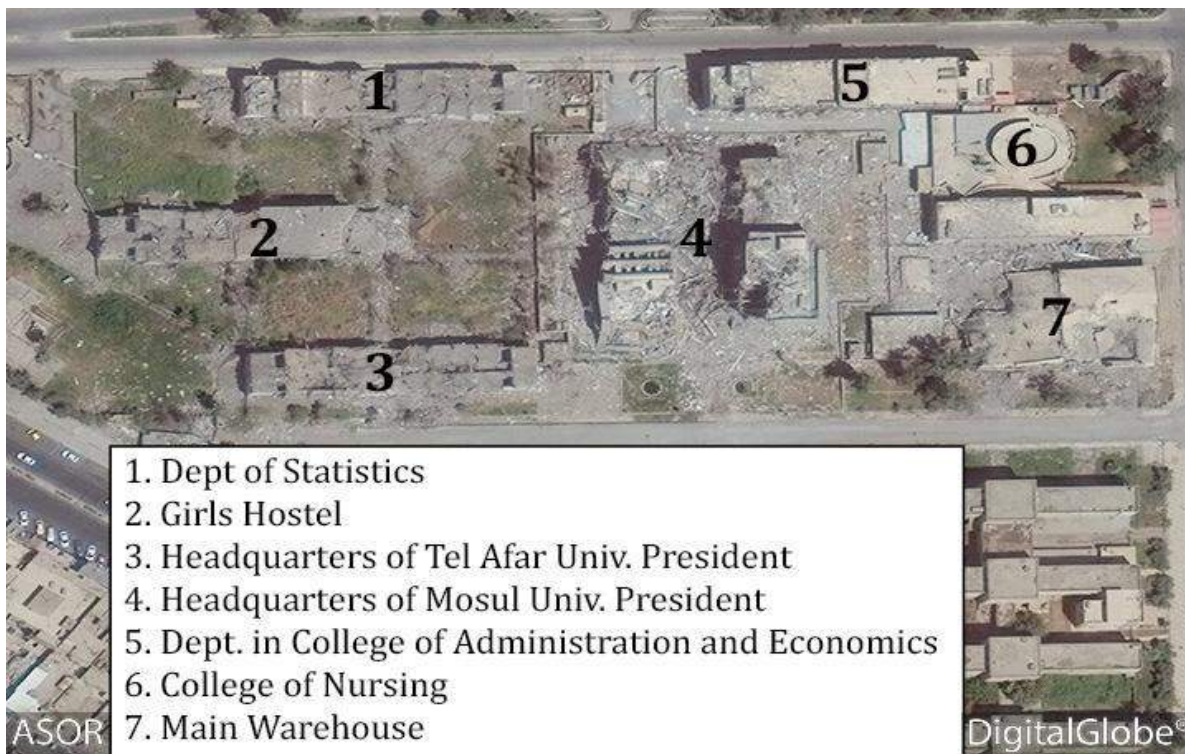 1
5
6
2
4
7
3
1. Dept of Statistics
2. Girls Hostel
3. Headquarters of Tel Afar Univ. President
4. Headquarters of Mosul Univ. President
5. Dept. in College of Administration and Economics
6. College of Nursing
7. Main Warehouse
ASOR
DigitalGlobe©